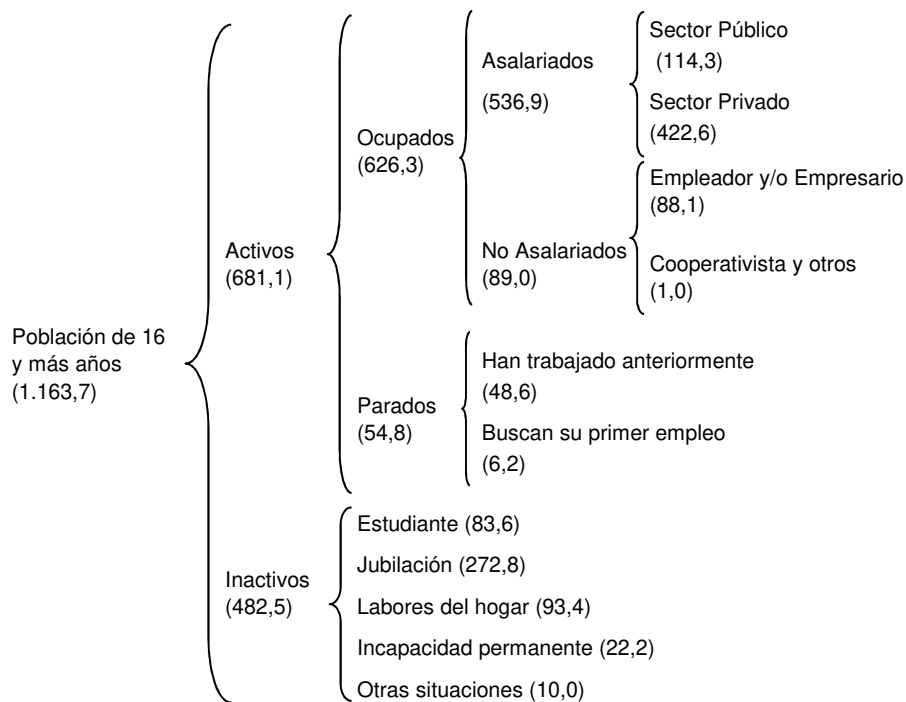 Población de 16
y más años
(1.163,7)
Activos
(681,1)
Ocupados
(626,3)
Asalariados
(536,9)
Sector Público
(114,3)
Sector Privado
(422,6)
No Asalariados
(89,0)
Empleador y/o Empresario
(88,1)
Cooperativista y otros
(1,0)
Parados
(54,8)
Han trabajado anteriormente
(48,6)
Buscan su primer empleo
(6,2)
Inactivos
(482,5)
Estudiante (83,6)
Jubilación (272,8)
Labores del hogar (93,4)
Incapacidad permanente (22,2)
Otras situaciones (10,0)